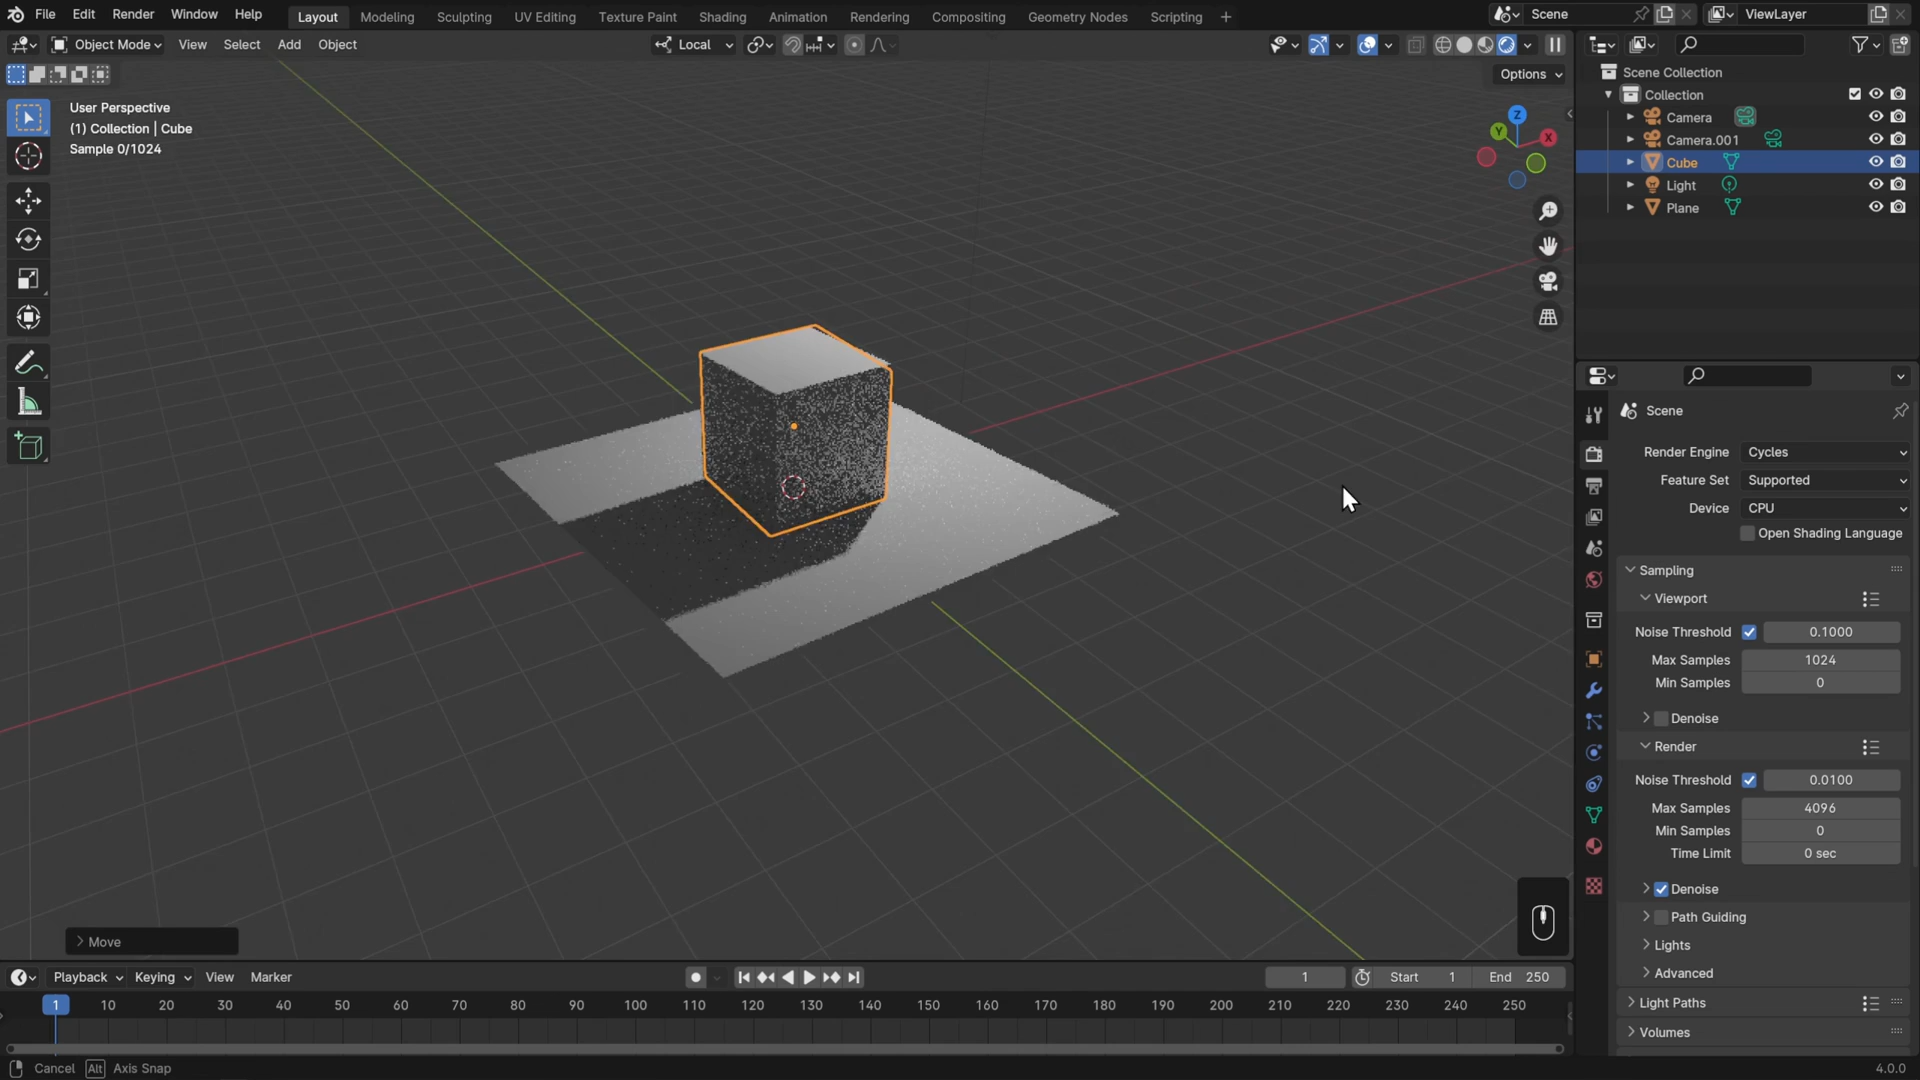 File Edit Render Window Help Layout Modeling Sculpting UV Editing Texture Paint Shading Animation Rendering Compositing Geometry Nodes Scripting + Scene ViewLayer
Object Mode View Select Add Object Local
Options
User Perspective
(1) Collection | Cube
Sample 0/1024
Z
Y
X
Move
Scene Collection
Collection
Camera
Camera.001
Cube
Light
Plane
Scene
Render Engine Cycles
Feature Set Supported
Device CPU
Open Shading Language
Sampling
Viewport
Noise Threshold 0.1000
Max Samples 1024
Min Samples 0
Denoise
Render
Noise Threshold 0.0100
Max Samples 4096
Min Samples 0
Time Limit 0 sec
Denoise
Path Guiding
Lights
Advanced
Light Paths
Volumes
Playback Keying View Marker 1 Start 1 End 250
1 10 20 30 40 50 60 70 80 90 100 110 120 130 140 150 160 170 180 190 200 210 220 230 240 250
Cancel Alt Axis Snap 4.0.0